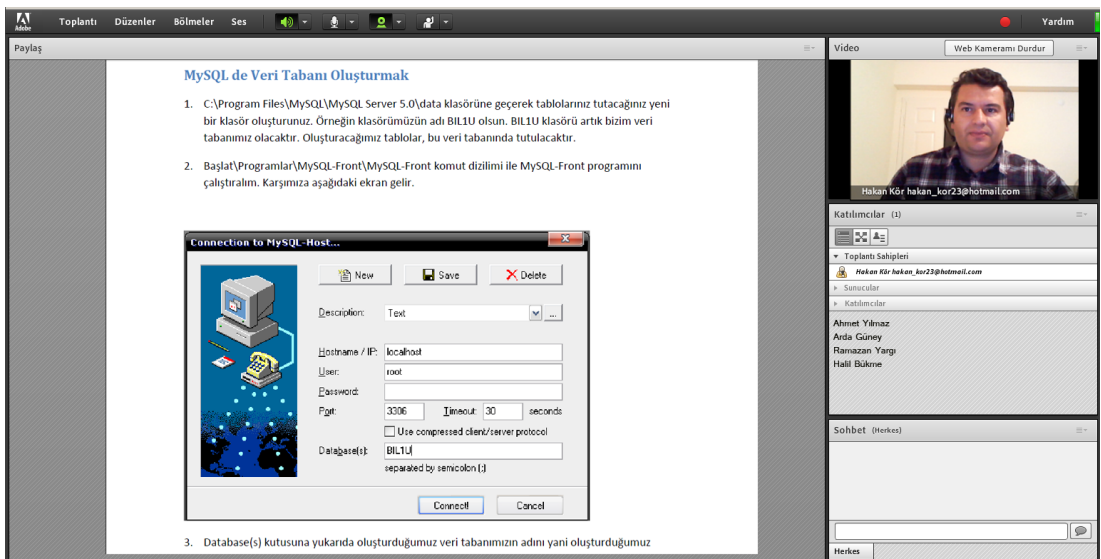 Adobe
Toplantı Düzenler Bölmeler Ses
Yardım
Paylaş
MySQL de Veri Tabanı Oluşturmak
1. C:\Program Files\MySQL\MySQL Server 5.0\data klasörüne geçerek tablolarınız tutacağınız yeni
bir klasör oluşturunuz. Örneğin klasörümüzün adı BIL1U olsun. BIL1U klasörü artık bizim veri
tabanımız olacaktır. Oluşturacağımız tablolar, bu veri tabanında tutulacaktır.
2. Başlat\Programlar\MySQL-Front\MySQL-Front komut dizilimi ile MySQL-Front programını
çalıştıralım. Karşımıza aşağıdaki ekran gelir.
Connection to MySQL-Host...
New Save Delete
Description: Text ...
Hostname / IP: localhost
User: root
Password:
Port: 3306 Timeout: 30 seconds
Use compressed client/server protocol
Database(s): BIL1U
separated by semicolon (;)
Connect! Cancel
3. Database(s) kutusuna yukarıda oluşturduğumuz veri tabanımızın adını yani oluşturduğumuz
Video Web Kameramı Durdur
Hakan Kör hakan_kor23@hotmail.com
Katılımcılar (1)
Toplantı Sahipleri
Hakan Kör hakan_kor23@hotmail.com
Sunucular
Katılımcılar
Ahmet Yılmaz
Arda Güney
Ramazan Yargı
Halil Bükme
Sohbet (Herkes)
Herkes